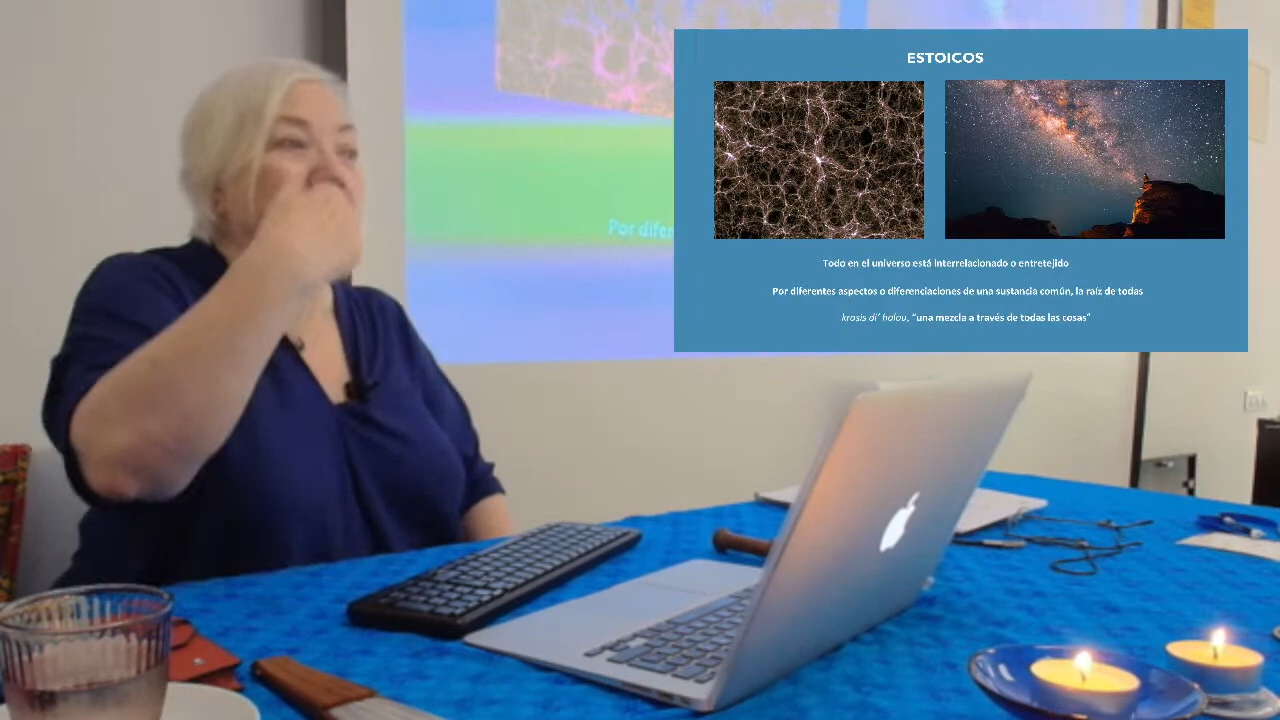 ESTOICOS
Todo en el universo está interrelacionado o entretejido
Por diferentes aspectos o diferenciaciones de una sustancia común, la raíz de todas
krasis di' holou, "una mezcla a través de todas las cosas"
Por difer